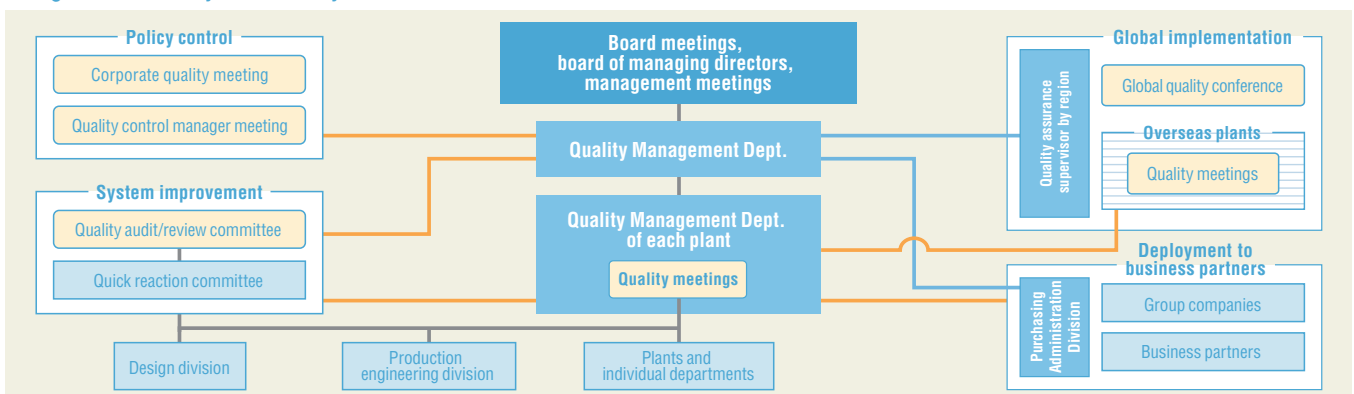 Policy control
Corporate quality meeting
Quality control manager meeting
System improvement
Quality audit/review committee
Quick reaction committee
Board meetings,
board of managing directors,
management meetings
Quality Management Dept.
Quality Management Dept.
of each plant
Quality meetings
Design division
Production
engineering division
Plants and
individual departments
Global implementation
Quality assurance
supervisor by region
Global quality conference
Overseas plants
Quality meetings
Deployment to
business partners
Purchasing
Administration
Division
Group companies
Business partners